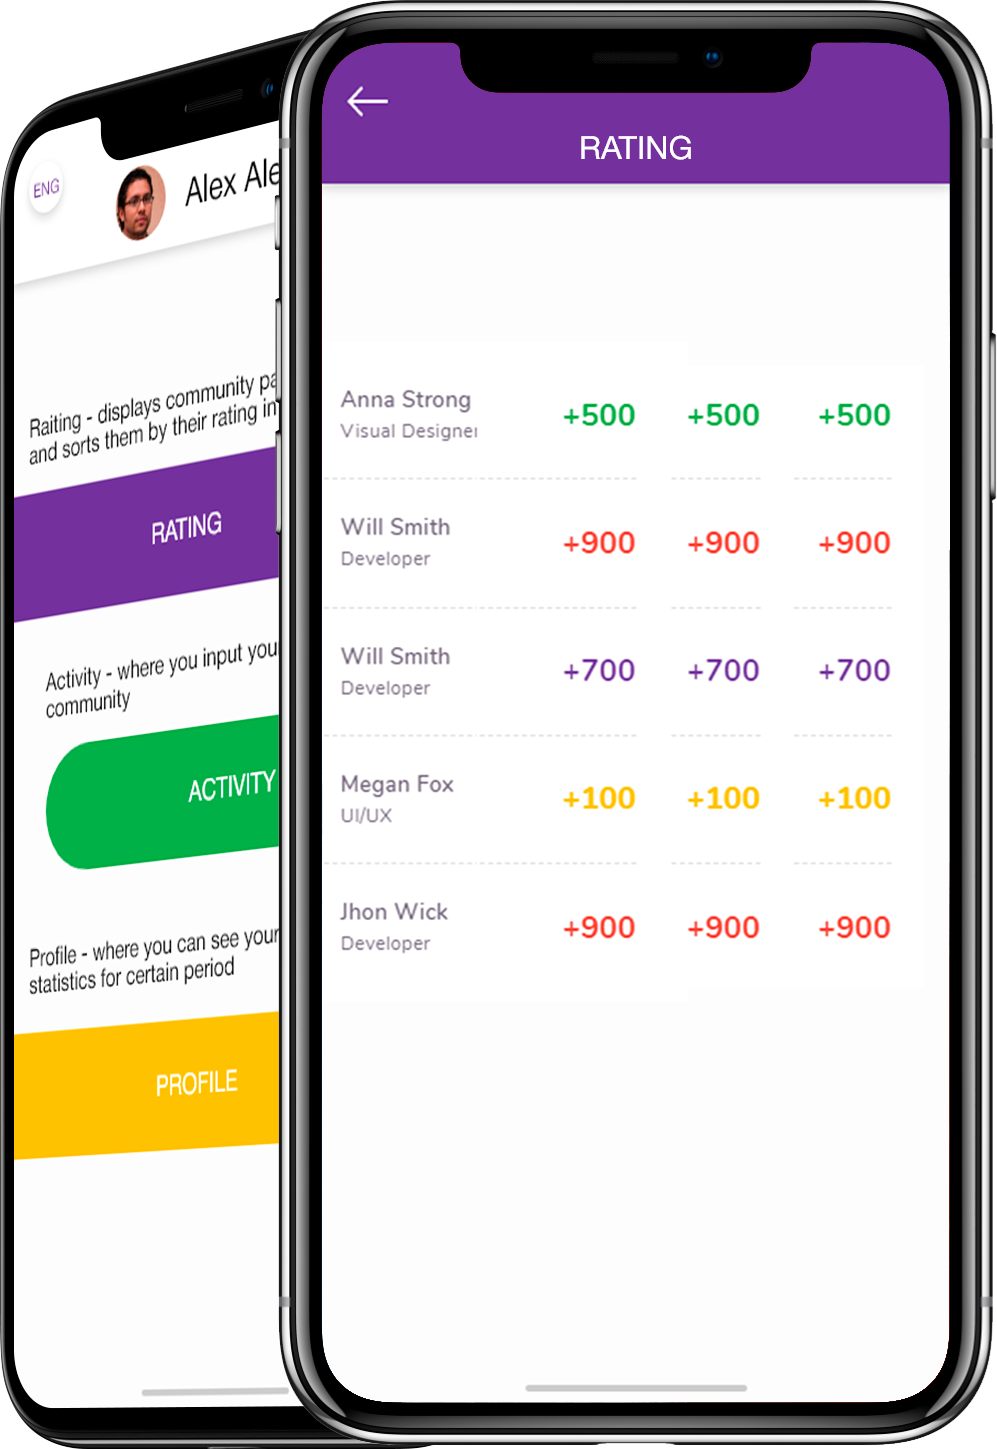 ENG
Alex Ale
Raiting - displays community pa
and sorts them by their rating in
RATING
Activity - where you input you
community
ACTIVITY
Profile - where you can see your
statistics for certain period
PROFILE
RATING
Anna Strong
Visual Designer
+500 +500 +500
Will Smith
Developer
+900 +900 +900
Will Smith
Developer
+700 +700 +700
Megan Fox
UI/UX
+100 +100 +100
Jhon Wick
Developer
+900 +900 +900